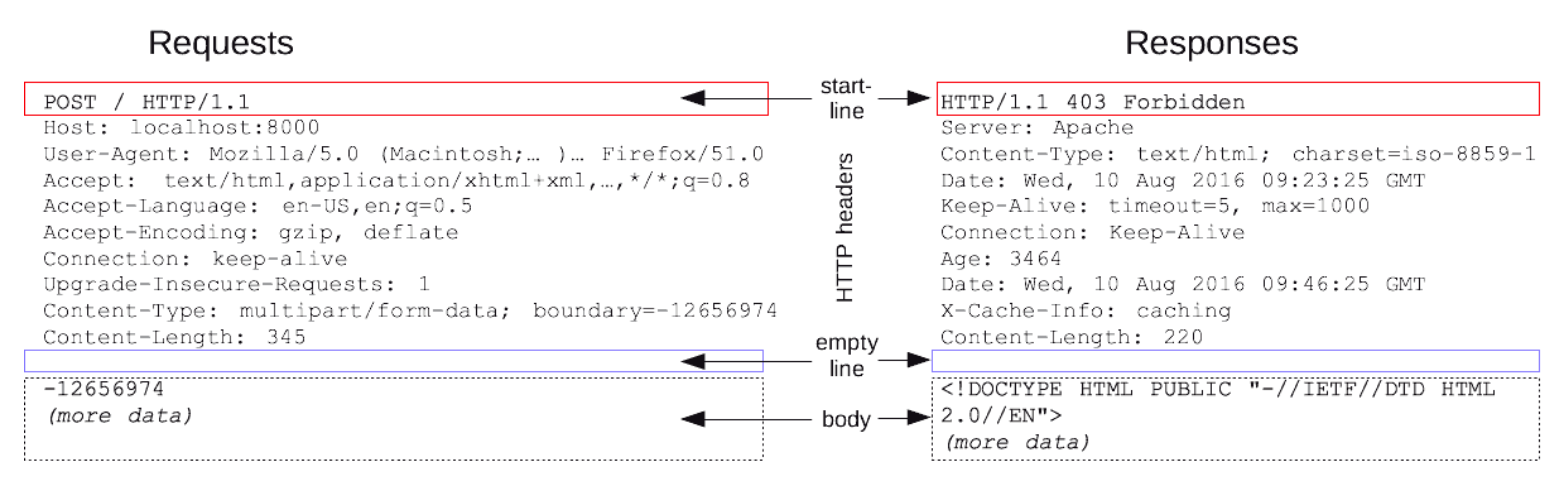 Requests
POST / HTTP/1.1
Host: localhost:8000
User-Agent: Mozilla/5.0 (Macintosh;… )… Firefox/51.0
Accept: text/html,application/xhtml+xml,…,*/*;q=0.8
Accept-Language: en-US,en;q=0.5
Accept-Encoding: gzip, deflate
Connection: keep-alive
Upgrade-Insecure-Requests: 1
Content-Type: multipart/form-data; boundary=-12656974
Content-Length: 345
-12656974
(more data)
start-
line
HTTP headers
empty
line
body
Responses
HTTP/1.1 403 Forbidden
Server: Apache
Content-Type: text/html; charset=iso-8859-1
Date: Wed, 10 Aug 2016 09:23:25 GMT
Keep-Alive: timeout=5, max=1000
Connection: Keep-Alive
Age: 3464
Date: Wed, 10 Aug 2016 09:46:25 GMT
X-Cache-Info: caching
Content-Length: 220
<!DOCTYPE HTML PUBLIC "-//IETF//DTD HTML
2.0//EN">
(more data)